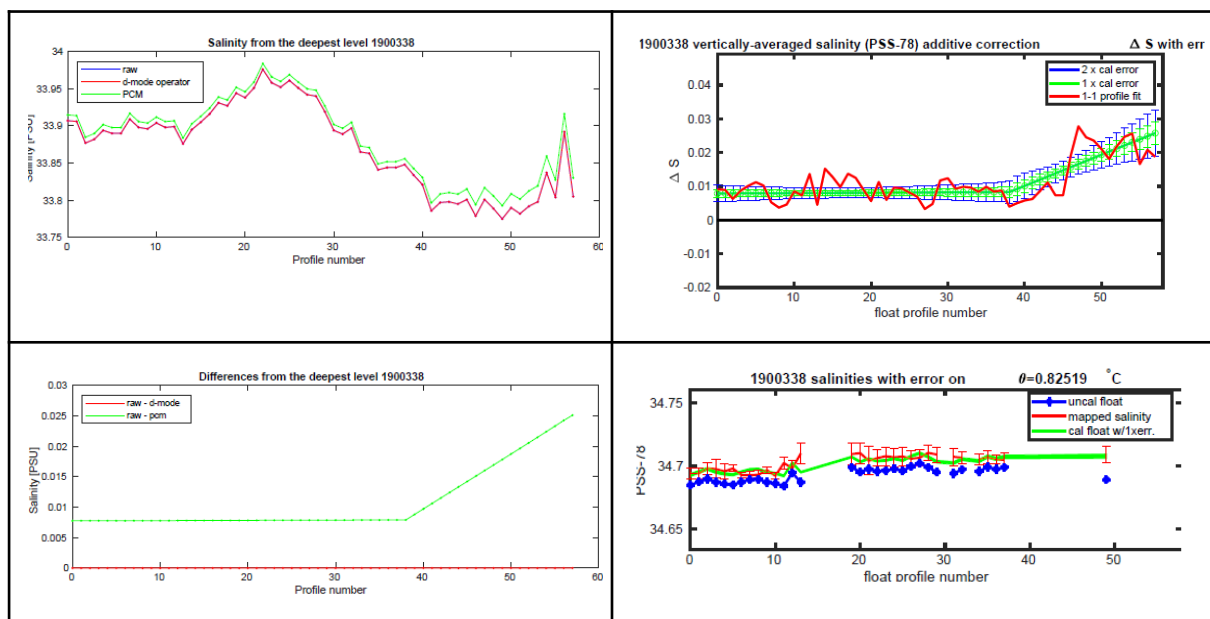 Salinity from the deepest level 1900338
raw
d-mode operator
PCM
34
33.95
33.9
33.85
33.8
33.75
Salinity [PSU]
0 10 20 30 40 50 60
Profile number
1900338 vertically-averaged salinity (PSS-78) additive correction Δ S with err
2 x cal error
1 x cal error
1-1 profile fit
0.04
0.03
0.02
0.01
0
-0.01
-0.02
Δ S
0 10 20 30 40 50
float profile number
Differences from the deepest level 1900338
raw - d-mode
raw - pcm
0.03
0.025
0.02
0.015
0.01
0.005
0
Salinity [PSU]
0 10 20 30 40 50 60
Profile number
1900338 salinities with error on θ=0.82519 °C
uncal float
mapped salinity
cal float w/1xerr.
34.75
34.7
34.65
PSS-78
0 10 20 30 40 50
float profile number